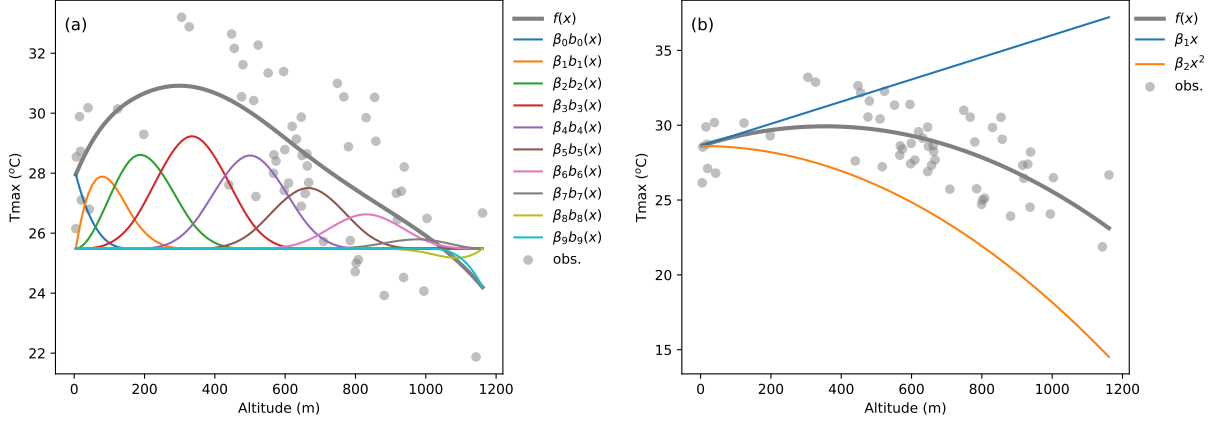 (a)
32
30
28
26
24
22
Tmax (°C)
0 200 400 600 800 1000 1200
Altitude (m)
f(x)
β₀b₀(x)
β₁b₁(x)
β₂b₂(x)
β₃b₃(x)
β₄b₄(x)
β₅b₅(x)
β₆b₆(x)
β₇b₇(x)
β₈b₈(x)
β₉b₉(x)
obs.
(b)
35
30
25
20
15
Tmax (°C)
0 200 400 600 800 1000 1200
Altitude (m)
f(x)
β₁x
β₂x²
obs.